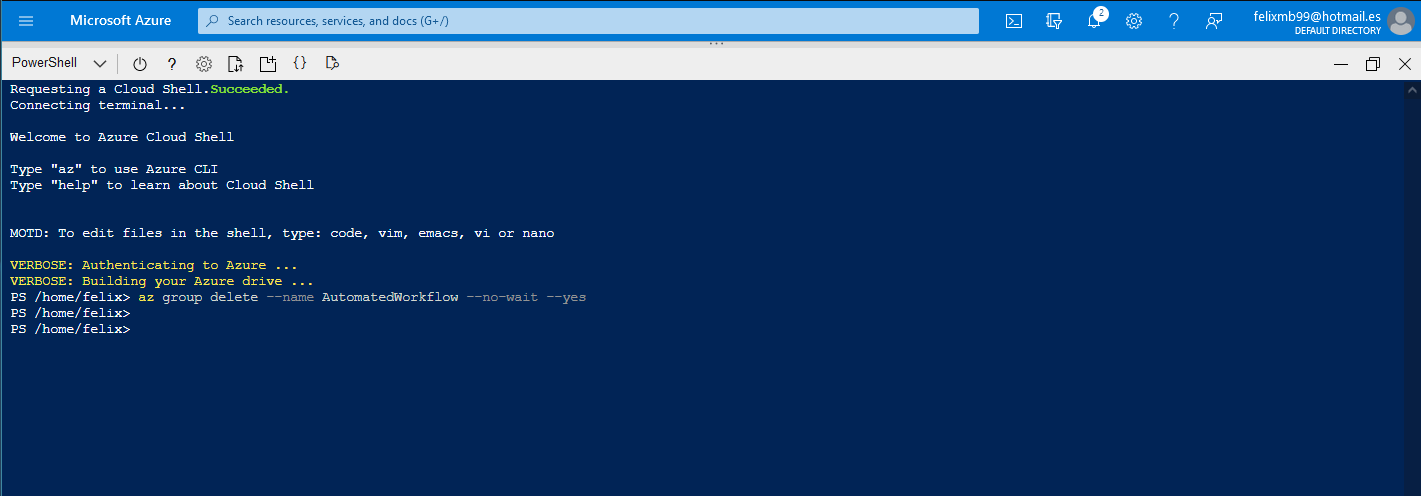 Microsoft Azure
Search resources, services, and docs (G+/)
2
felixmb99@hotmail.es
DEFAULT DIRECTORY
PowerShell
?
{}
Requesting a Cloud Shell.Succeeded.
Connecting terminal...
Welcome to Azure Cloud Shell
Type "az" to use Azure CLI
Type "help" to learn about Cloud Shell
MOTD: To edit files in the shell, type: code, vim, emacs, vi or nano
VERBOSE: Authenticating to Azure ...
VERBOSE: Building your Azure drive ...
PS /home/felix> az group delete --name AutomatedWorkflow --no-wait --yes
PS /home/felix>
PS /home/felix>